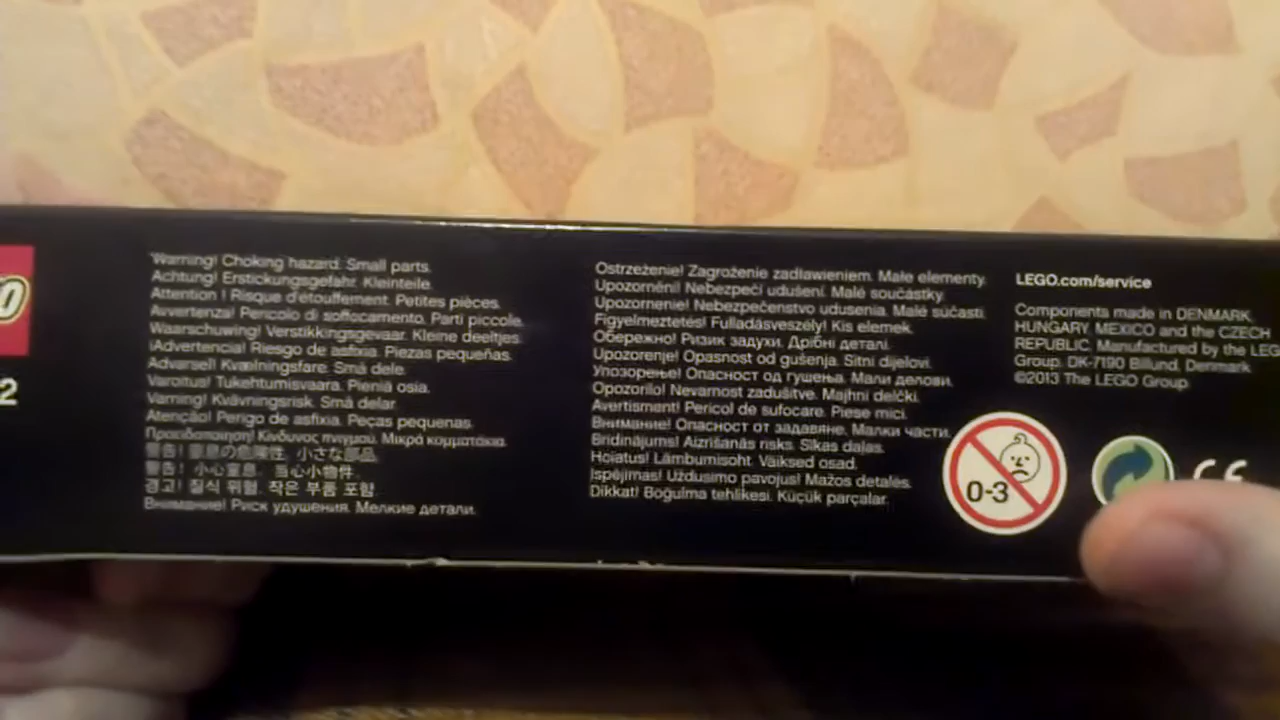 Warning! Choking hazard. Small parts.
Achtung! Erstickungsgefahr. Kleinteile.
Attention ! Risque d'étouffement. Petites pièces.
Avvertenza! Pericolo di soffocamento. Parti piccole.
Waarschuwing! Verstikkingsgevaar. Kleine deeltjes.
¡Advertencia! Riesgo de asfixia. Piezas pequeñas.
Advarsel! Kvælningsfare. Små dele.
Varoitus! Tukehtumisvaara. Pieniä osia.
Varning! Kvävningsrisk. Små delar.
Atenção! Perigo de asfixia. Peças pequenas.
Προειδοποίηση! Κίνδυνος πνιγμού. Μικρά κομματάκια.
警告! の危険性. 小さな部品
警告! 小心窒息. 当心小物件.
경고! 질식 위험. 작은 부품 포함.
Внимание! Риск удушения. Мелкие детали.
Ostrzeżenie! Zagrożenie zadławieniem. Małe elementy.
Upozornění! Nebezpečí udušení. Malé součástky.
Upozornenie! Nebezpečenstvo udusenia. Malé súčasti.
Figyelmeztetés! Fulladásveszély! Kis elemek.
Обережно! Ризик задухи. Дрібні деталі.
Upozorenje! Opasnost od gušenja. Sitni dijelovi.
Упозорење! Опасност од гушења. Мали делови.
Opozorilo! Nevarnost zadušitve. Majhni delčki.
Avertisment! Pericol de sufocare. Piese mici.
Внимание! Опасност от задавяне. Малки части.
Brīdinājums! Aizrīšanās risks. Sīkas daļas.
Hoiatus! Lämbumisoht. Väiksed osad.
Įspėjimas! Uždusimo pavojus! Mažos detalės.
Dikkat! Boğulma tehlikesi. Küçük parçalar.
LEGO.com/service
Components made in DENMARK,
HUNGARY, MEXICO and the CZECH
REPUBLIC. Manufactured by the LEG
Group. DK-7190 Billund, Denmark
©2013 The LEGO Group.
0-3
CE
O
2